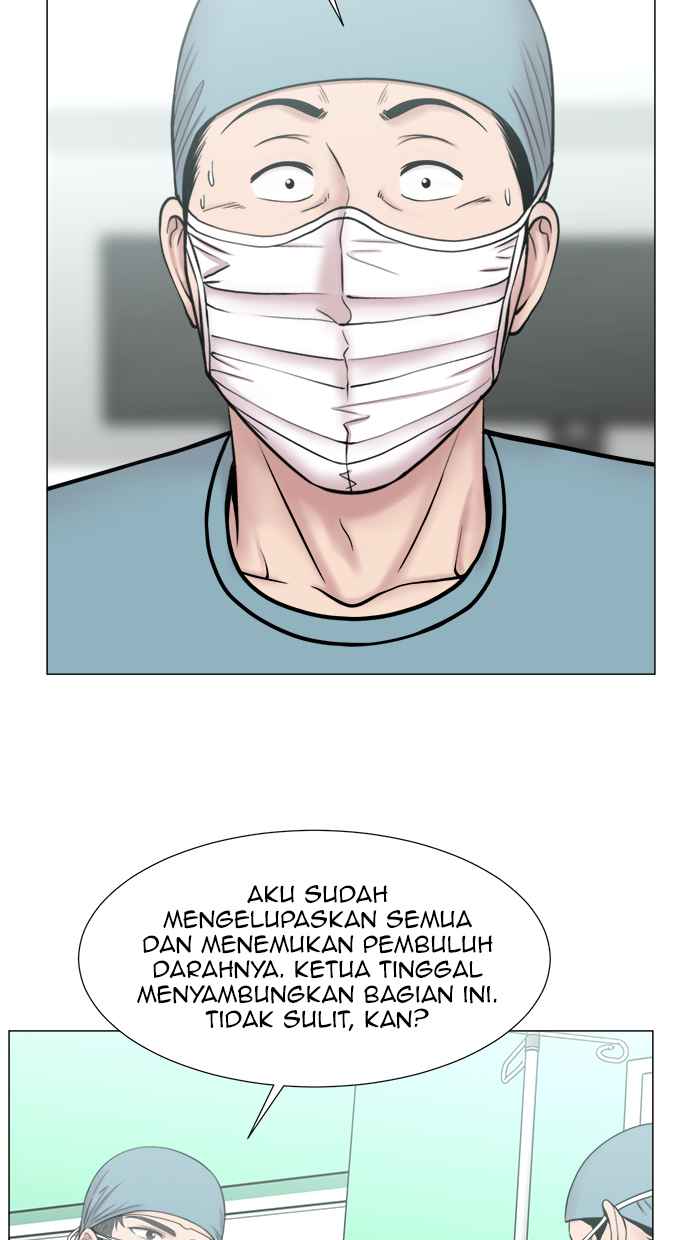 AKU SUDAH
MENGELUPASKAN SEMUA
DAN MENEMUKAN PEMBULUH
DARAHNYA. KETUA TINGGAL
MENYAMBUNGKAN BAGIAN INI.
TIDAK SULIT, KAN?